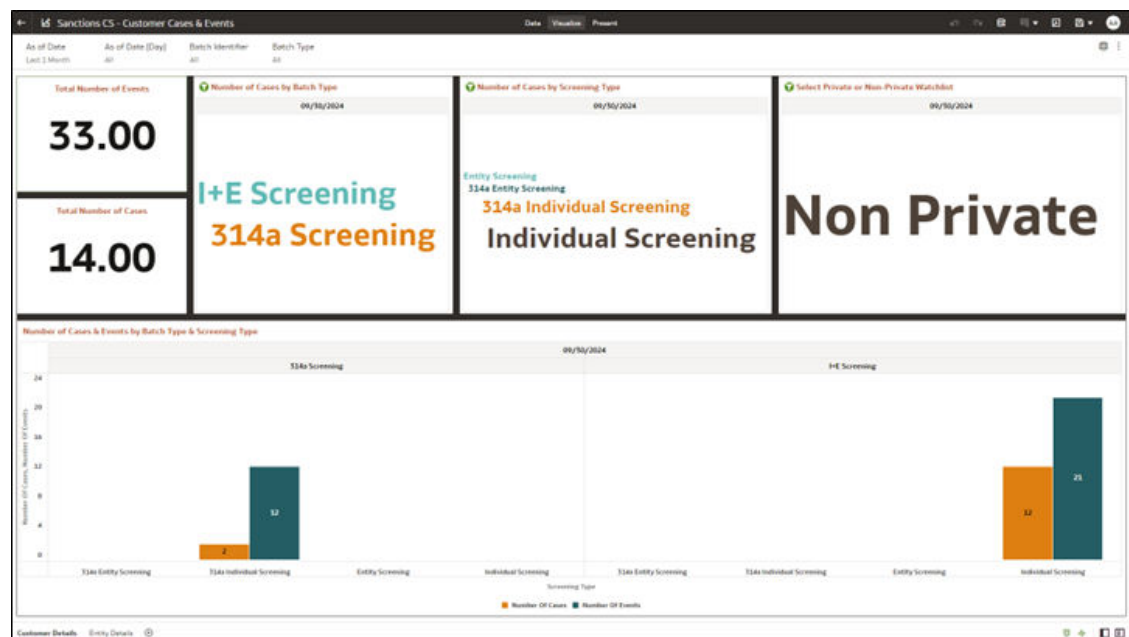 Sanctions CS - Customer Cases & Events
Data Visualize Present
As of Date As of Date (Day) Batch Identifier Batch Type
Last 1 Month All All All
Total Number of Events
33.00
Total Number of Cases
14.00
Number of Cases by Batch Type
09/30/2024
I+E Screening
314a Screening
Number of Cases by Screening Type
09/30/2024
Entity Screening
314a Entity Screening
314a Individual Screening
Individual Screening
Select Private or Non-Private Watchlist
09/30/2024
Non Private
Number of Cases & Events by Batch Type & Screening Type
09/30/2024
314a Screening I+E Screening
Number Of Cases, Number Of Events
24
20
16
12
8
4
0
2
12
12
21
314a Entity Screening 314a Individual Screening Entity Screening Individual Screening 314a Entity Screening 314a Individual Screening Entity Screening Individual Screening
Screening Type
Number Of Cases Number Of Events
Customer Details Entity Details